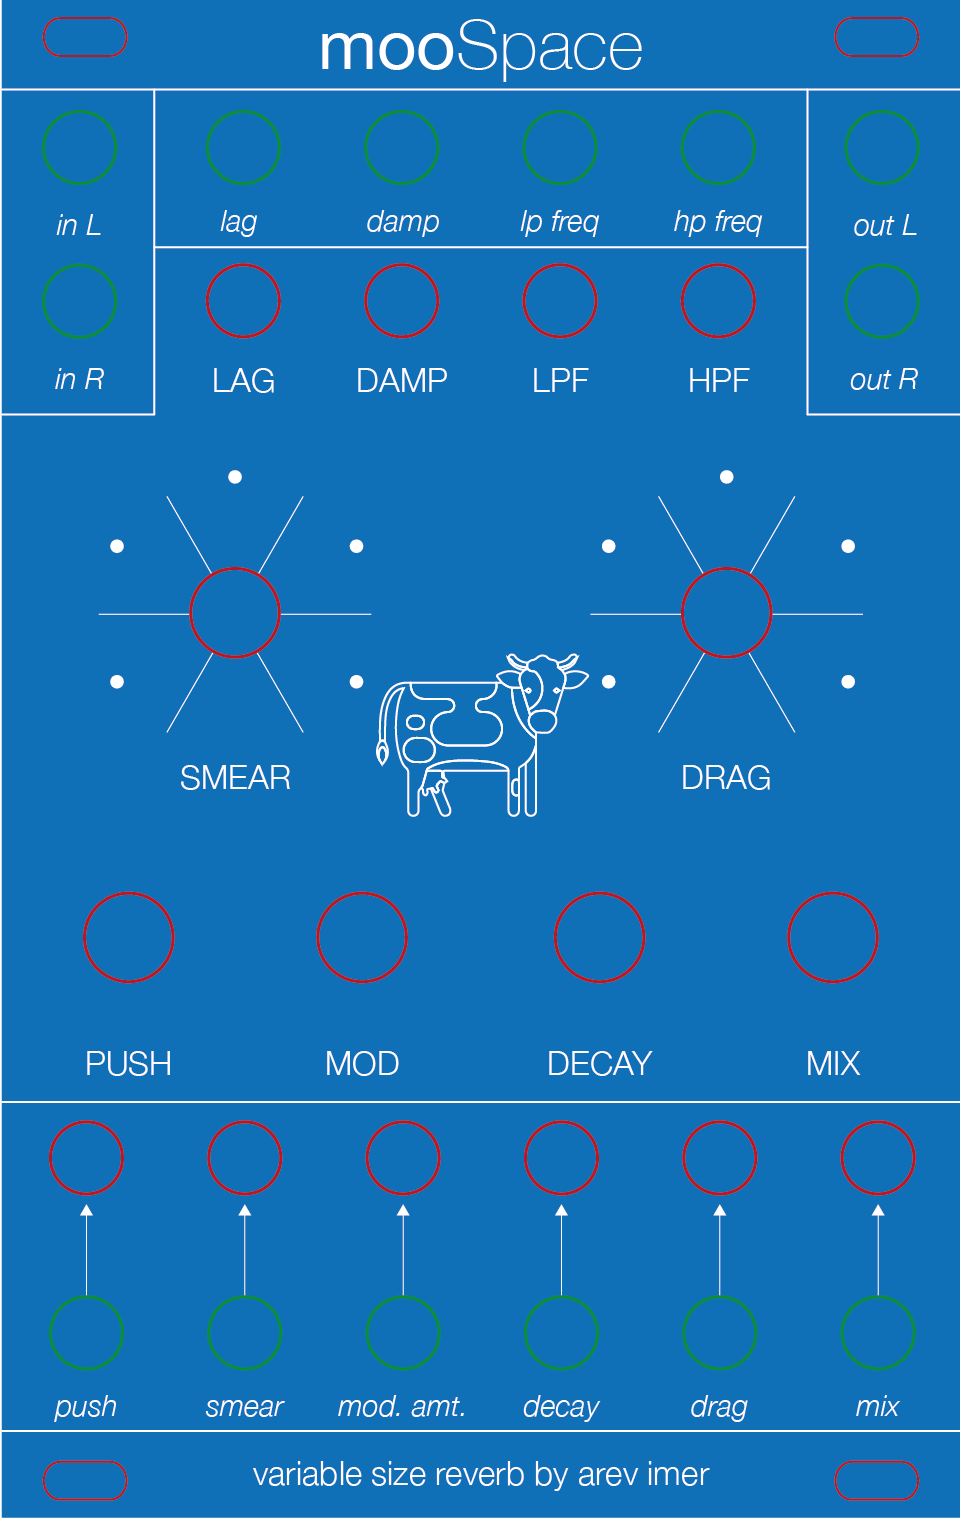 mooSpace
in L
lag
damp
lp freq
hp freq
out L
in R
LAG
DAMP
LPF
HPF
out R
SMEAR
DRAG
PUSH
MOD
DECAY
MIX
push
smear
mod. amt.
decay
drag
mix
variable size reverb by arev imer